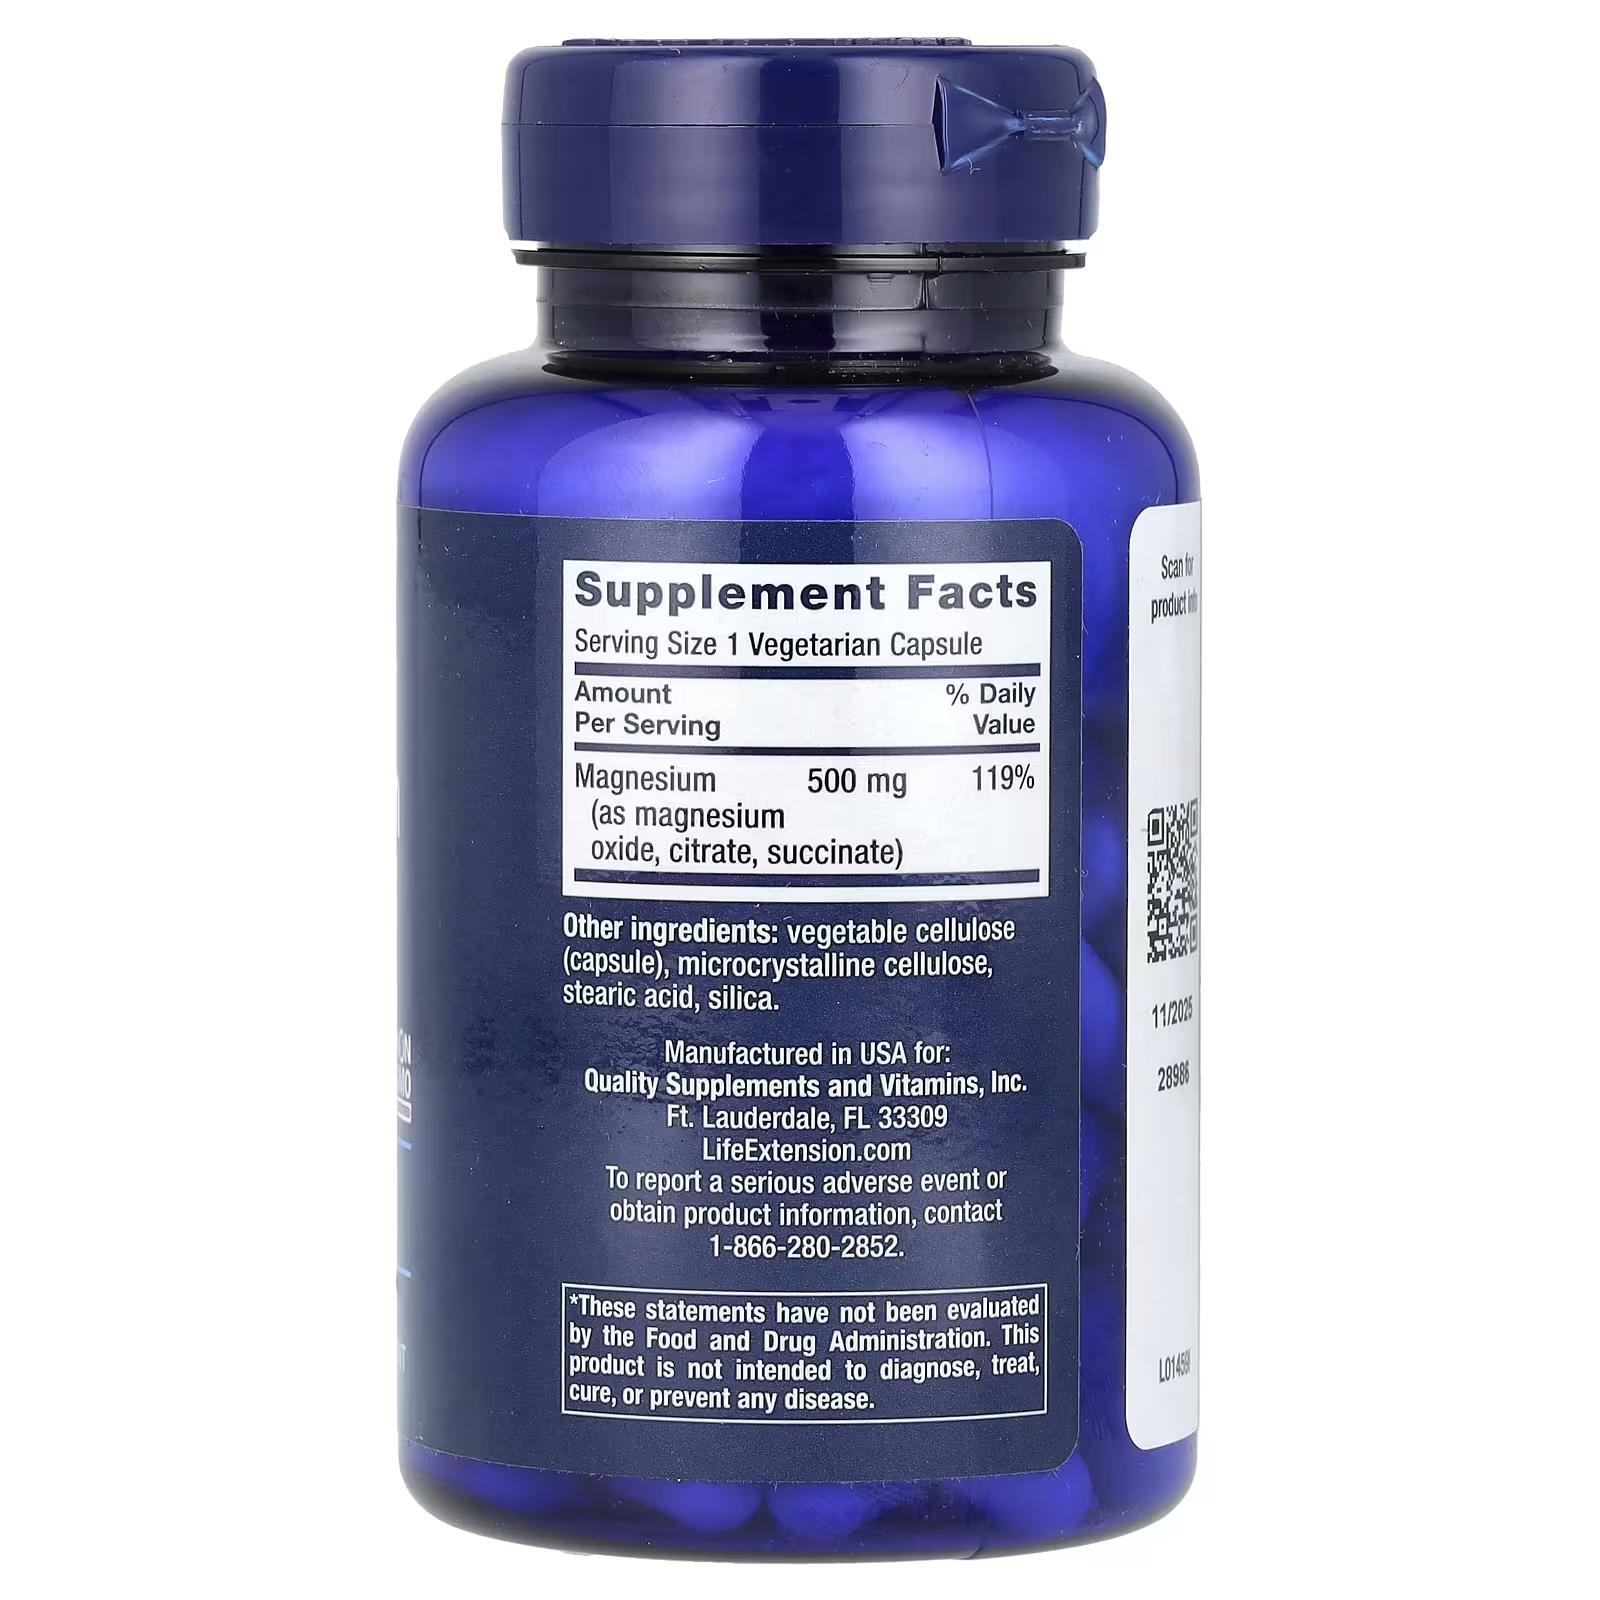 Supplement Facts
Serving Size 1 Vegetarian Capsule
Amount
Per Serving
% Daily
Value
Magnesium 500 mg 119%
(as magnesium
oxide, citrate, succinate)
Other ingredients: vegetable cellulose
(capsule), microcrystalline cellulose,
stearic acid, silica.
Manufactured in USA for:
Quality Supplements and Vitamins, Inc.
Ft. Lauderdale, FL 33309
LifeExtension.com
To report a serious adverse event or
obtain product information, contact
1-866-280-2852.
*These statements have not been evaluated
by the Food and Drug Administration. This
product is not intended to diagnose, treat,
cure, or prevent any disease.
Scan for
product info
11/2025
28986